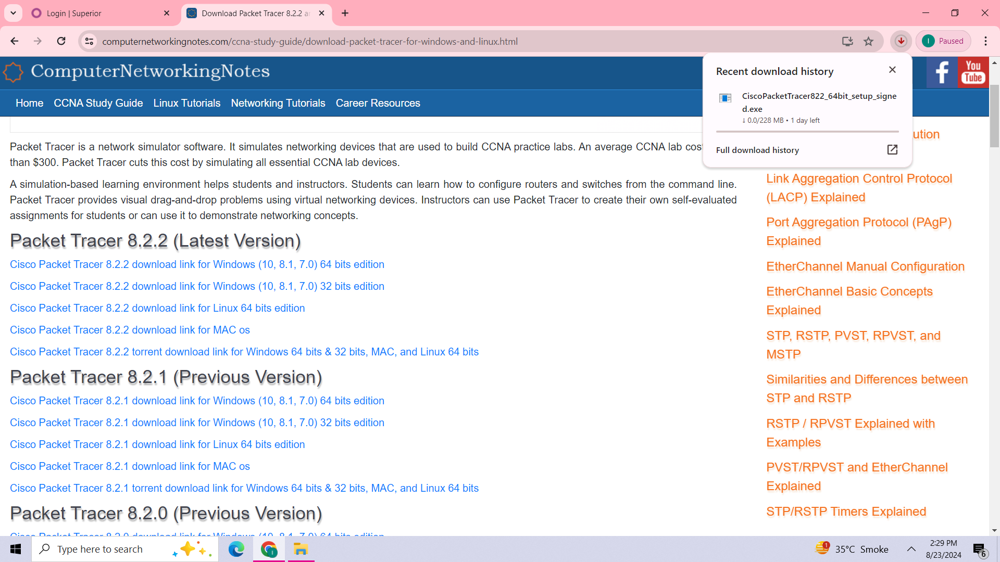 Login | Superior
Download Packet Tracer 8.2.2 a
computernetworkingnotes.com/ccna-study-guide/download-packet-tracer-for-windows-and-linux.html
I
Paused
ComputerNetworkingNotes
Home CCNA Study Guide Linux Tutorials Networking Tutorials Career Resources
f
You
Tube
Recent download history
CiscoPacketTracer822_64bit_setup_signe
d.exe
↓ 0.0/228 MB • 1 day left
Full download history
Packet Tracer is a network simulator software. It simulates networking devices that are used to build CCNA practice labs. An average CCNA lab cos
than $300. Packet Tracer cuts this cost by simulating all essential CCNA lab devices.
A simulation-based learning environment helps students and instructors. Students can learn how to configure routers and switches from the command line.
Packet Tracer provides visual drag-and-drop problems using virtual networking devices. Instructors can use Packet Tracer to create their own self-evaluated
assignments for students or can use it to demonstrate networking concepts.
Packet Tracer 8.2.2 (Latest Version)
Cisco Packet Tracer 8.2.2 download link for Windows (10, 8.1, 7.0) 64 bits edition
Cisco Packet Tracer 8.2.2 download link for Windows (10, 8.1, 7.0) 32 bits edition
Cisco Packet Tracer 8.2.2 download link for Linux 64 bits edition
Cisco Packet Tracer 8.2.2 download link for MAC os
Cisco Packet Tracer 8.2.2 torrent download link for Windows 64 bits & 32 bits, MAC, and Linux 64 bits
Packet Tracer 8.2.1 (Previous Version)
Cisco Packet Tracer 8.2.1 download link for Windows (10, 8.1, 7.0) 64 bits edition
Cisco Packet Tracer 8.2.1 download link for Windows (10, 8.1, 7.0) 32 bits edition
Cisco Packet Tracer 8.2.1 download link for Linux 64 bits edition
Cisco Packet Tracer 8.2.1 download link for MAC os
Cisco Packet Tracer 8.2.1 torrent download link for Windows 64 bits & 32 bits, MAC, and Linux 64 bits
Packet Tracer 8.2.0 (Previous Version)
Cisco Packet Tracer 8.2.0 download link for Windows (10, 8.1, 7.0) 64 bits edition
ution
Link Aggregation Control Protocol
(LACP) Explained
Port Aggregation Protocol (PAgP)
Explained
EtherChannel Manual Configuration
EtherChannel Basic Concepts
Explained
STP, RSTP, PVST, RPVST, and
MSTP
Similarities and Differences between
STP and RSTP
RSTP / RPVST Explained with
Examples
PVST/RPVST and EtherChannel
Explained
STP/RSTP Timers Explained
Type here to search
I
1
35°C Smoke
2:29 PM
8/23/2024
6